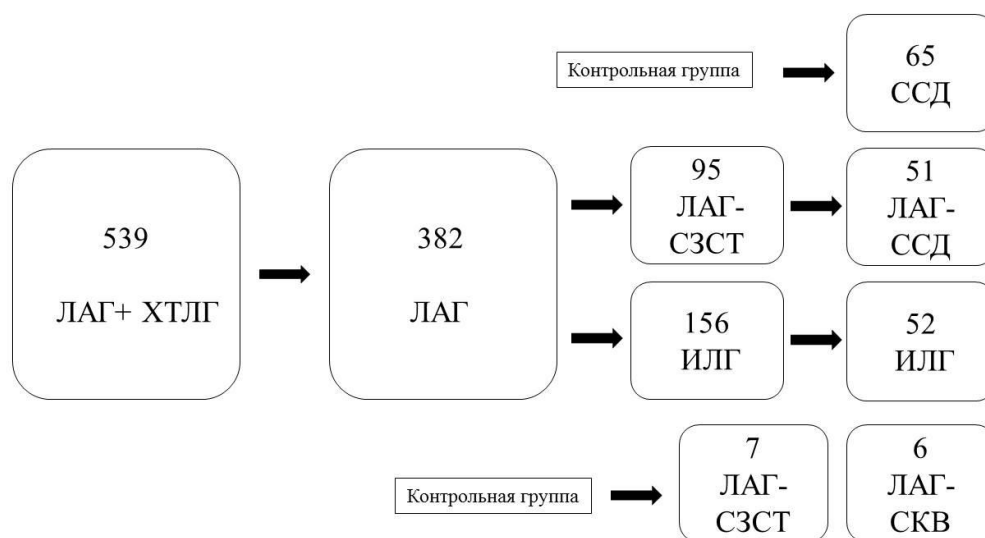 Контрольная группа
65
ССД
539
ЛАГ+ ХТЛГ
382
ЛАГ
95
ЛАГ-
СЗСТ
51
ЛАГ-
ССД
156
ИЛГ
52
ИЛГ
Контрольная группа
7
ЛАГ-
СЗСТ
6
ЛАГ-
СКВ